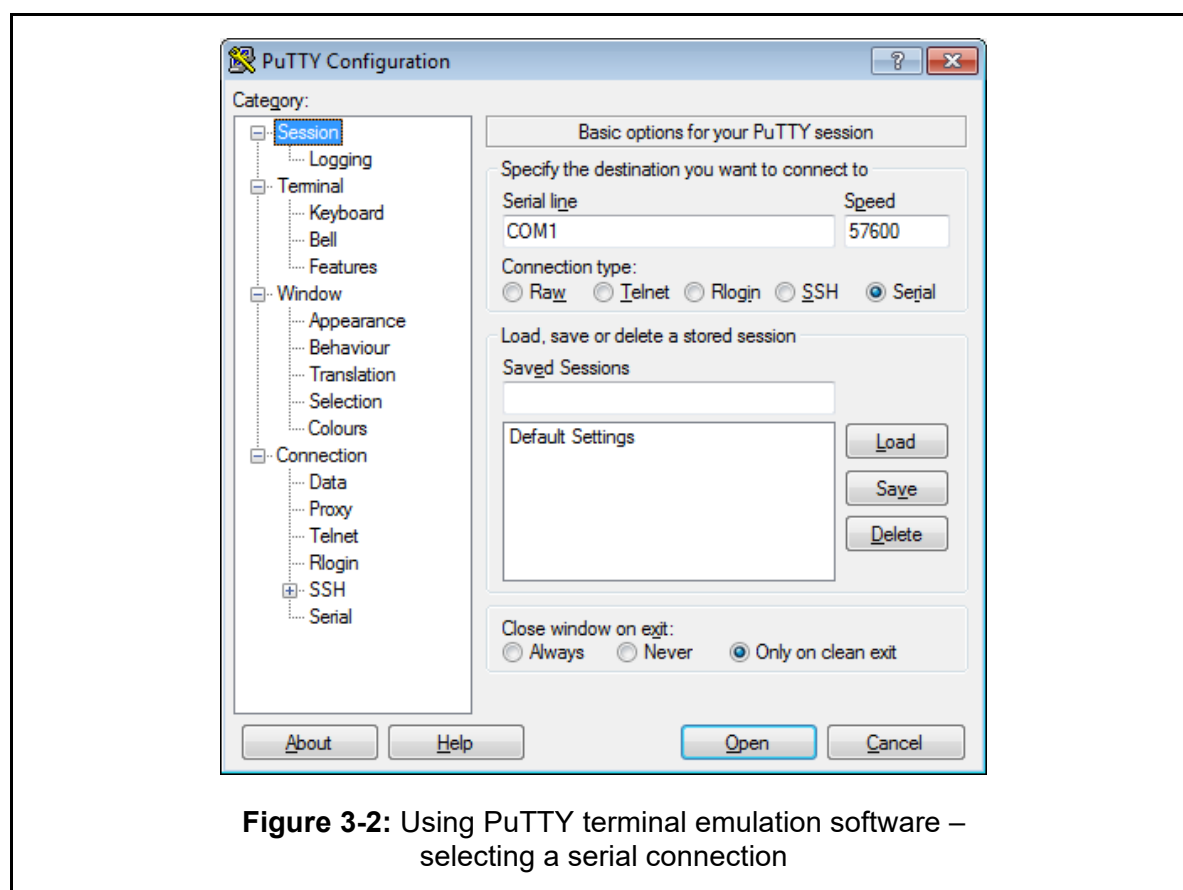 PuTTY Configuration
Category:
Session
Logging
Terminal
Keyboard
Bell
Features
Window
Appearance
Behaviour
Translation
Selection
Colours
Connection
Data
Proxy
Telnet
Rlogin
SSH
Serial
Basic options for your PuTTY session
Specify the destination you want to connect to
Serial line Speed
COM1 57600
Connection type:
Raw Telnet Rlogin SSH Serial
Load, save or delete a stored session
Saved Sessions
Default Settings
Load
Save
Delete
Close window on exit:
Always Never Only on clean exit
About Help Open Cancel
Figure 3-2: Using PuTTY terminal emulation software –
selecting a serial connection